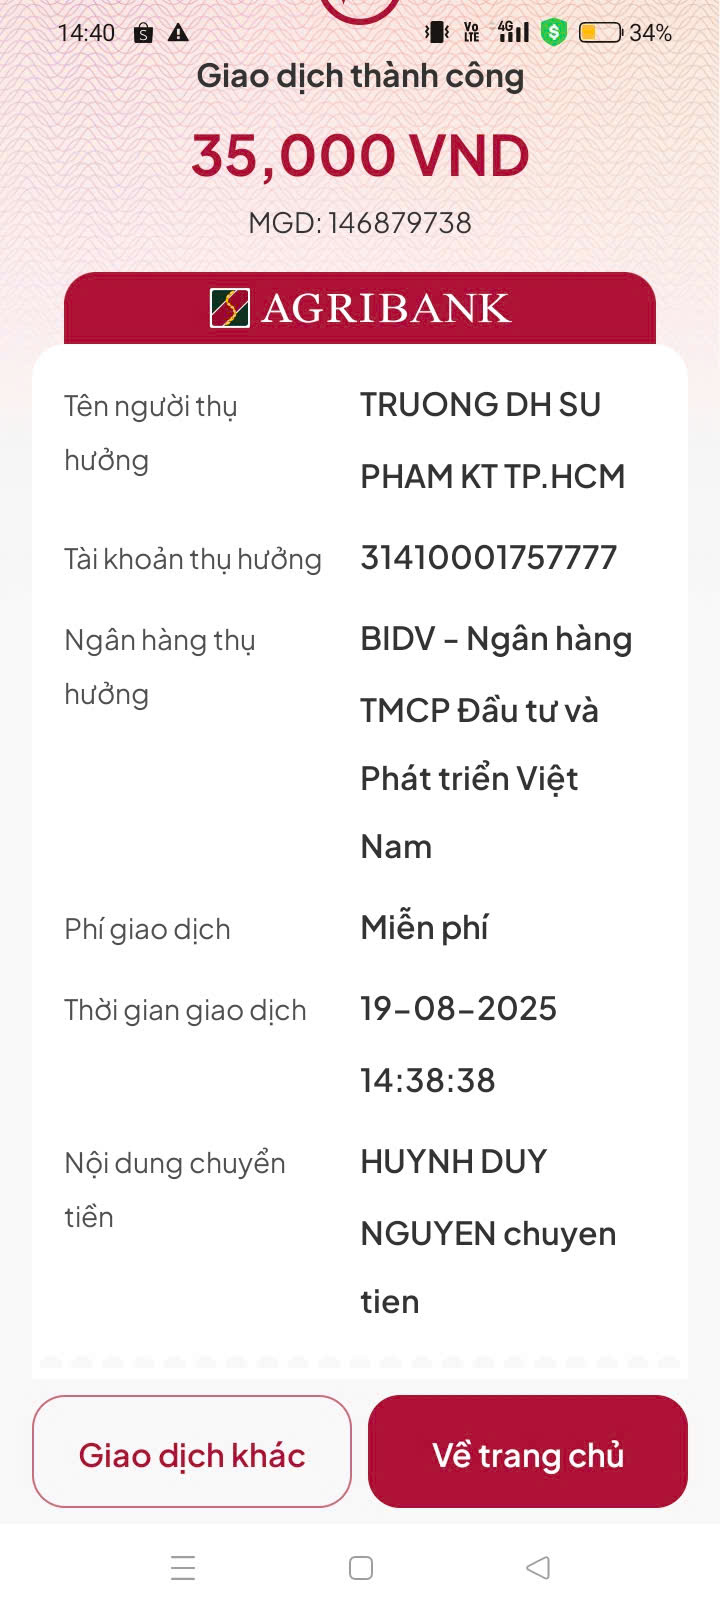 14:40 S VoLTE 4G $ 34%
Giao dịch thành công
35,000 VND
MGD: 146879738
AGRIBANK
Tên người thụ hưởng
TRUONG DH SU
PHAM KT TP.HCM
Tài khoản thụ hưởng
31410001757777
Ngân hàng thụ hưởng
BIDV - Ngân hàng
TMCP Đầu tư và
Phát triển Việt
Nam
Phí giao dịch
Miễn phí
Thời gian giao dịch
19-08-2025
14:38:38
Nội dung chuyển tiền
HUYNH DUY
NGUYEN chuyen
tien
Giao dịch khác
Về trang chủ